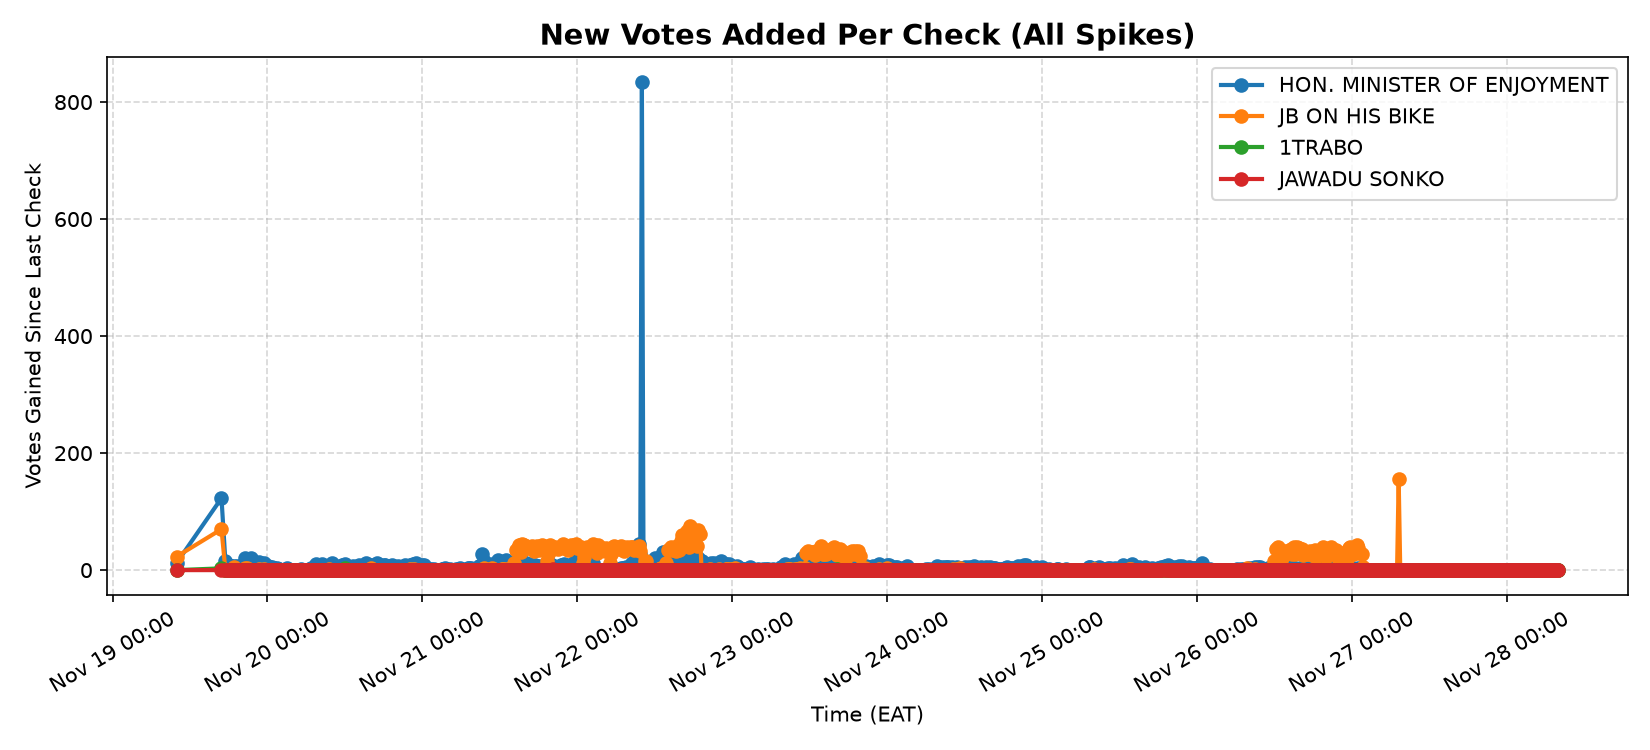 New Votes Added Per Check (All Spikes)
HON. MINISTER OF ENJOYMENT
JB ON HIS BIKE
1TRABO
JAWADU SONKO
Votes Gained Since Last Check
800
600
400
200
0
Nov 19 00:00
Nov 20 00:00
Nov 21 00:00
Nov 22 00:00
Nov 23 00:00
Nov 24 00:00
Nov 25 00:00
Nov 26 00:00
Nov 27 00:00
Nov 28 00:00
Time (EAT)